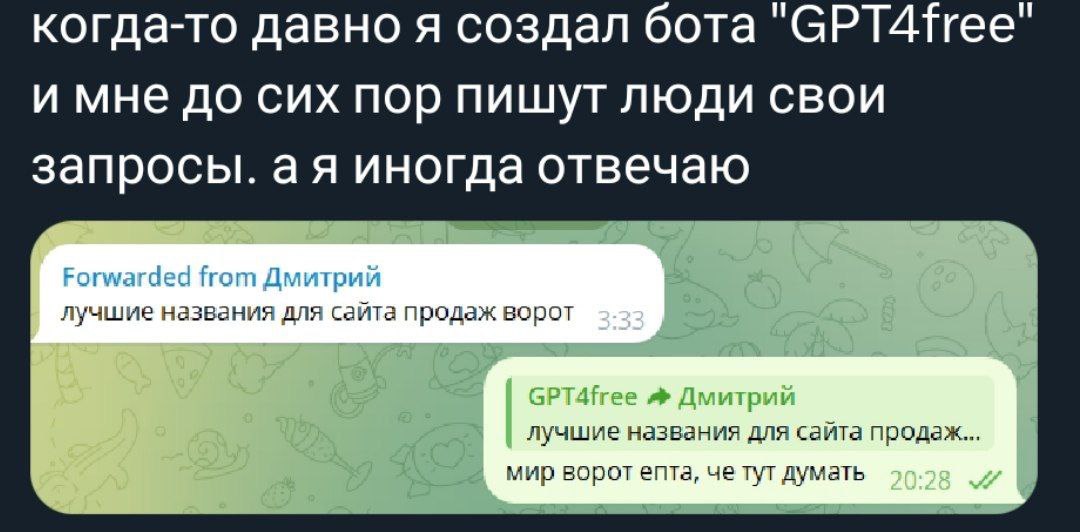 когда-то давно я создал бота "GPT4free"
и мне до сих пор пишут люди свои
запросы. а я иногда отвечаю
Forwarded from Дмитрий
лучшие названия для сайта продаж ворот 3:33
GPT4free Дмитрий
лучшие названия для сайта продаж...
мир ворот епта, че тут думать 20:28